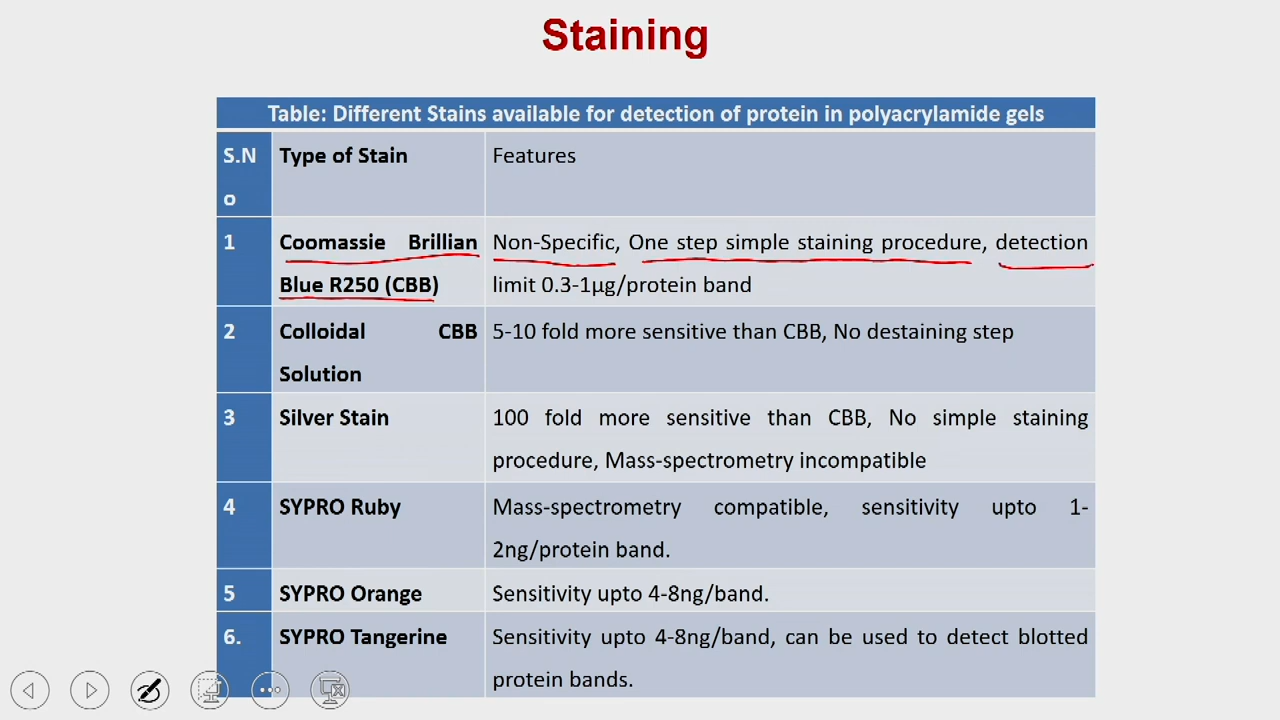 Staining
Table: Different Stains available for detection of protein in polyacrylamide gels
S.N
o
Type of Stain
Features
1
Coomassie Brillian
Blue R250 (CBB)
Non-Specific, One step simple staining procedure, detection
limit 0.3-1µg/protein band
2
Colloidal CBB
Solution
5-10 fold more sensitive than CBB, No destaining step
3
Silver Stain
100 fold more sensitive than CBB, No simple staining
procedure, Mass-spectrometry incompatible
4
SYPRO Ruby
Mass-spectrometry compatible, sensitivity upto 1-
2ng/protein band.
5
SYPRO Orange
Sensitivity upto 4-8ng/band.
6.
SYPRO Tangerine
Sensitivity upto 4-8ng/band, can be used to detect blotted
protein bands.